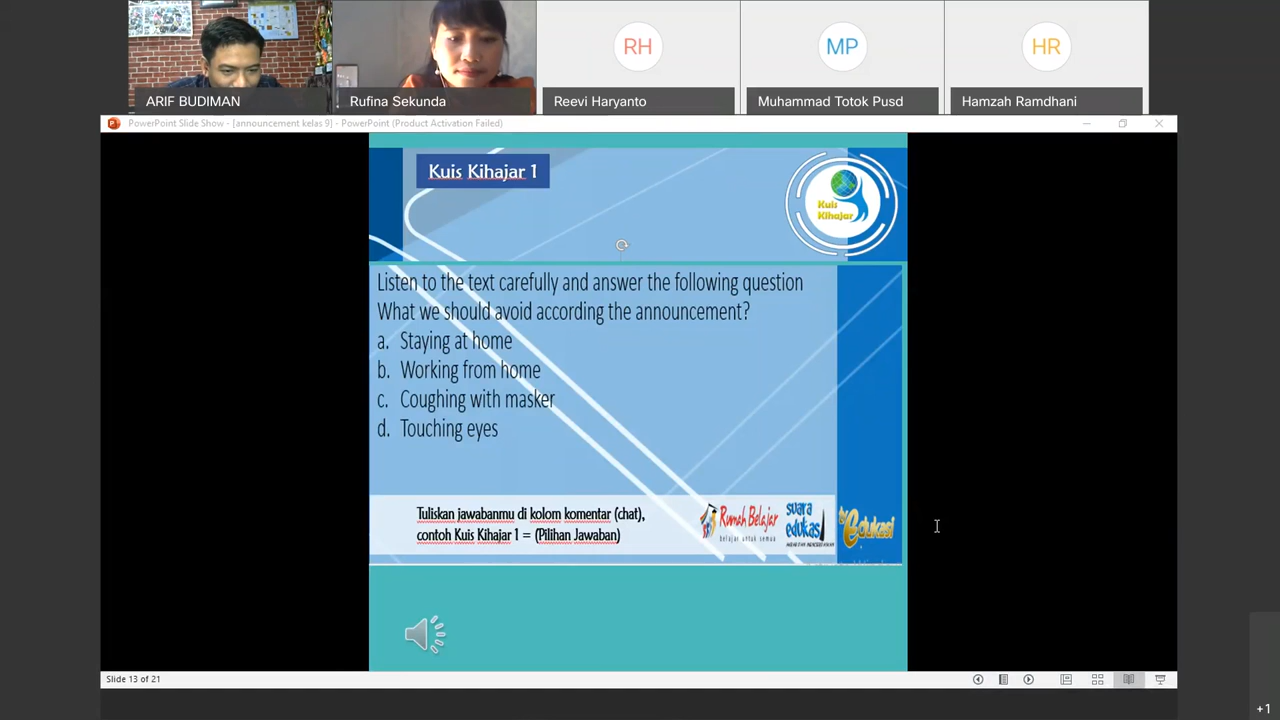 RH
MP
HR
ARIF BUDIMAN
Rufina Sekunda
Reevi Haryanto
Muhammad Totok Pusd
Hamzah Ramdhani
PowerPoint Slide Show - [announcement kelas 9] - PowerPoint (Product Activation Failed)
Kuis Kihajar 1
Kuis
Kihajar
Listen to the text carefully and answer the following question
What we should avoid according the announcement?
a. Staying at home
b. Working from home
c. Coughing with masker
d. Touching eyes
Tuliskan jawabanmu di kolom komentar (chat),
contoh Kuis Kihajar 1 = (Pilihan Jawaban)
Rumah Belajar
belajar untuk semua
suara
edukasi
edukasi
Slide 13 of 21
+1